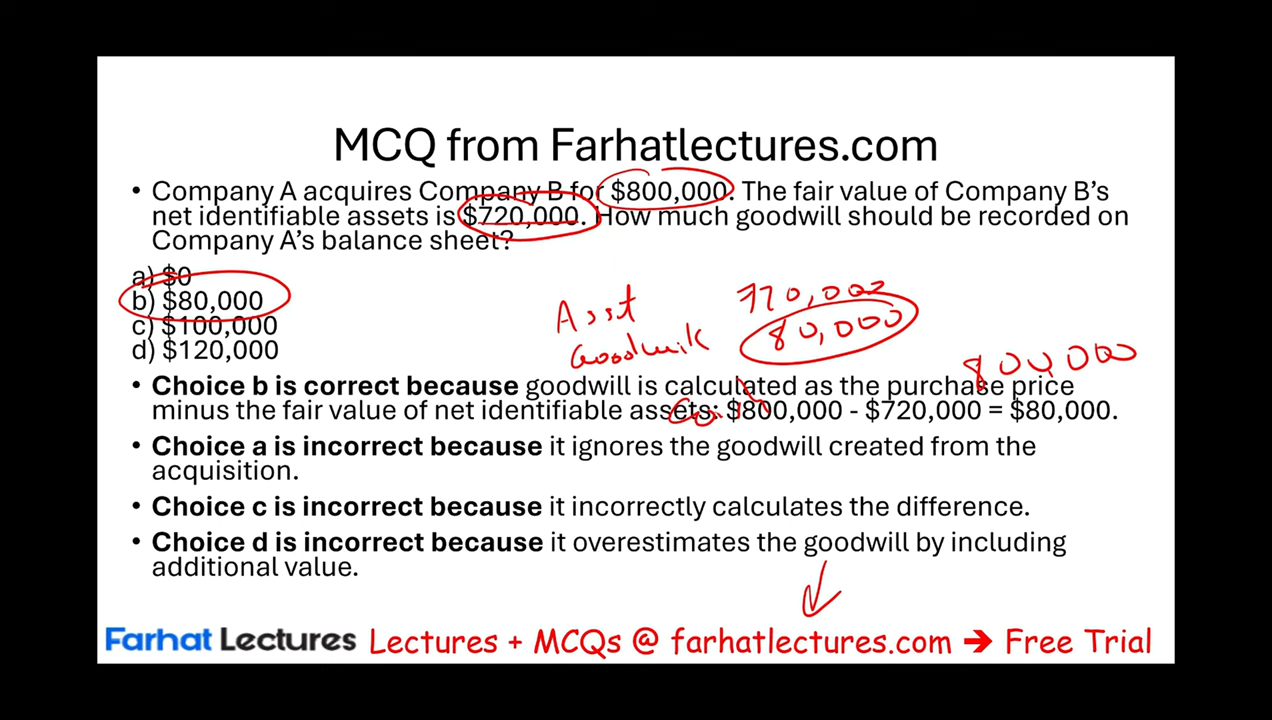 MCQ from Farhatlectures.com
• Company A acquires Company B for $800,000. The fair value of Company B's
net identifiable assets is $720,000. How much goodwill should be recorded on
Company A's balance sheet?
a) $0
b) $80,000
c) $100,000
d) $120,000
Asset 720,000
Goodwill 80,000
Cash 800,000
• Choice b is correct because goodwill is calculated as the purchase price
minus the fair value of net identifiable assets: $800,000 - $720,000 = $80,000.
• Choice a is incorrect because it ignores the goodwill created from the
acquisition.
• Choice c is incorrect because it incorrectly calculates the difference.
• Choice d is incorrect because it overestimates the goodwill by including
additional value.
Farhat Lectures Lectures + MCQs @ farhatlectures.com → Free Trial